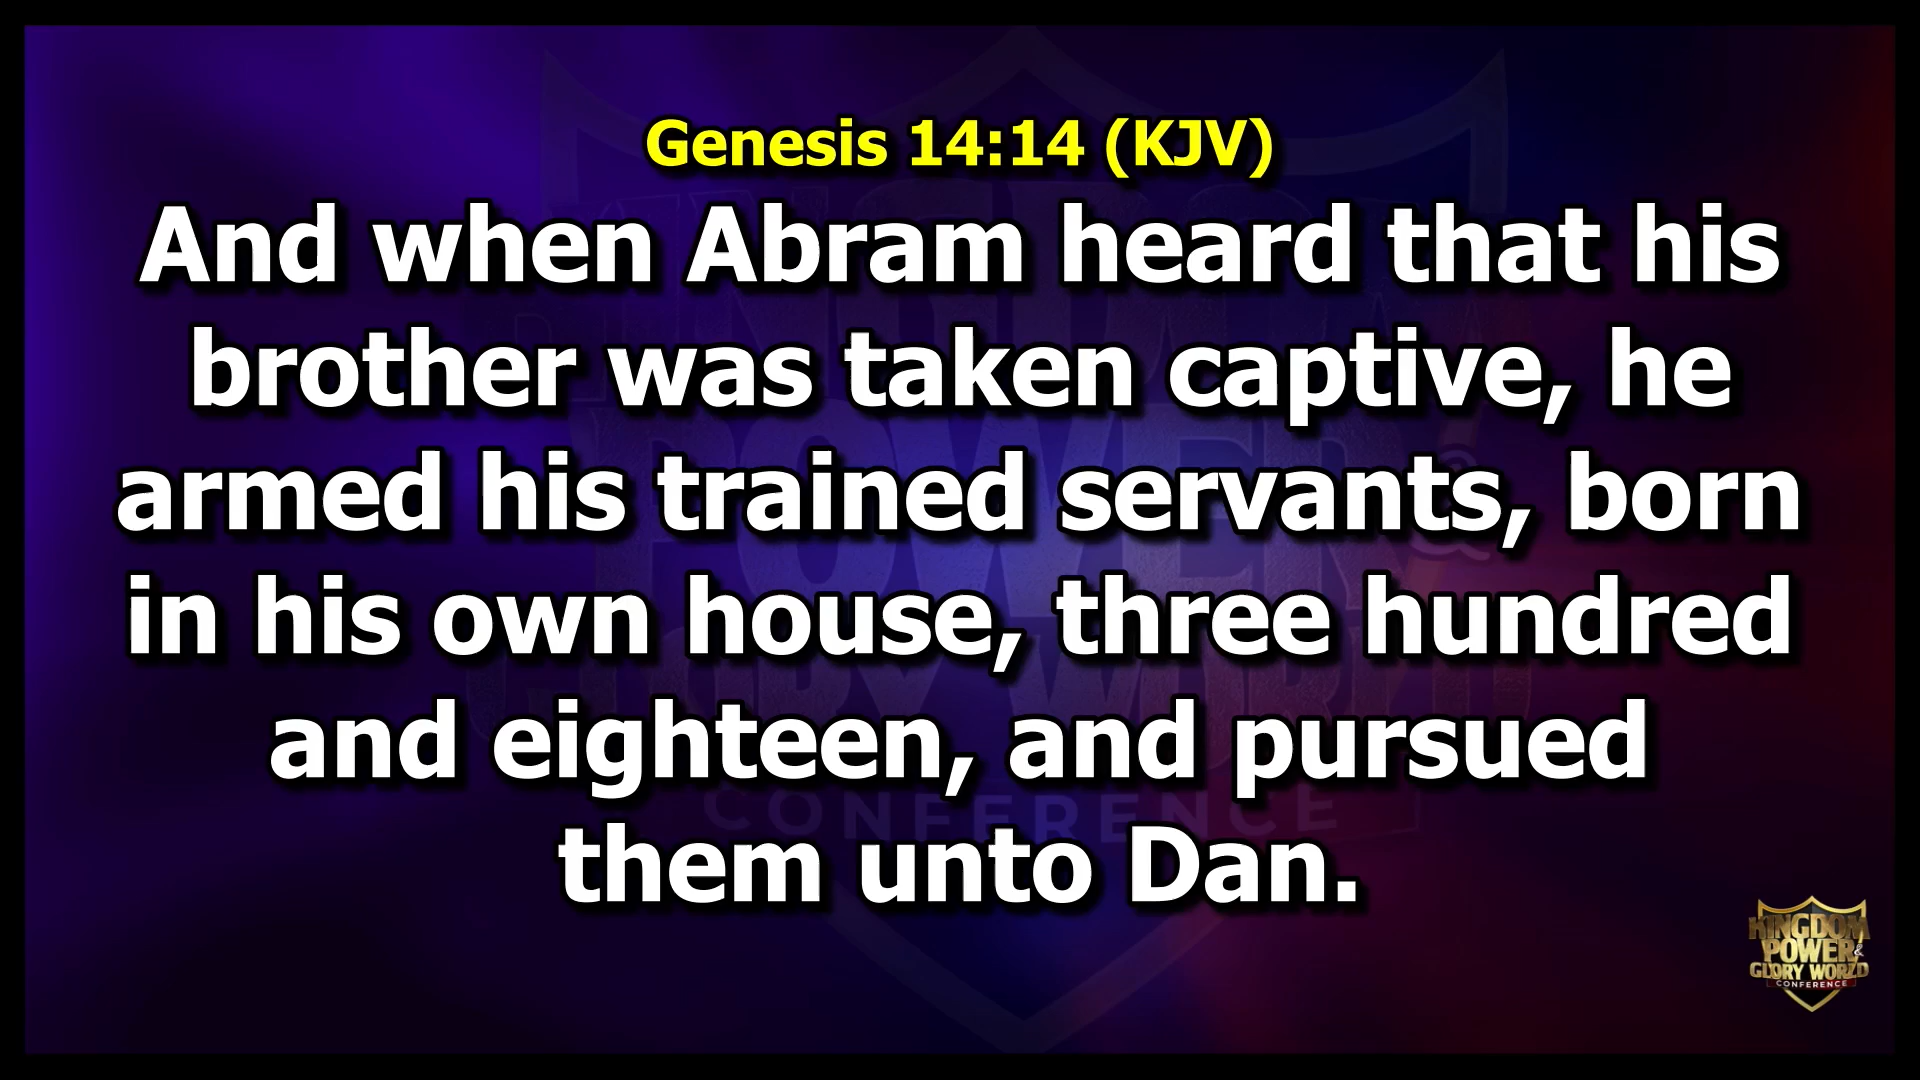 Genesis 14:14 (KJV)
And when Abram heard that his
brother was taken captive, he
armed his trained servants, born
in his own house, three hundred
and eighteen, and pursued
them unto Dan.
KINGDOM
POWER &
GLORY WORLD
CONFERENCE